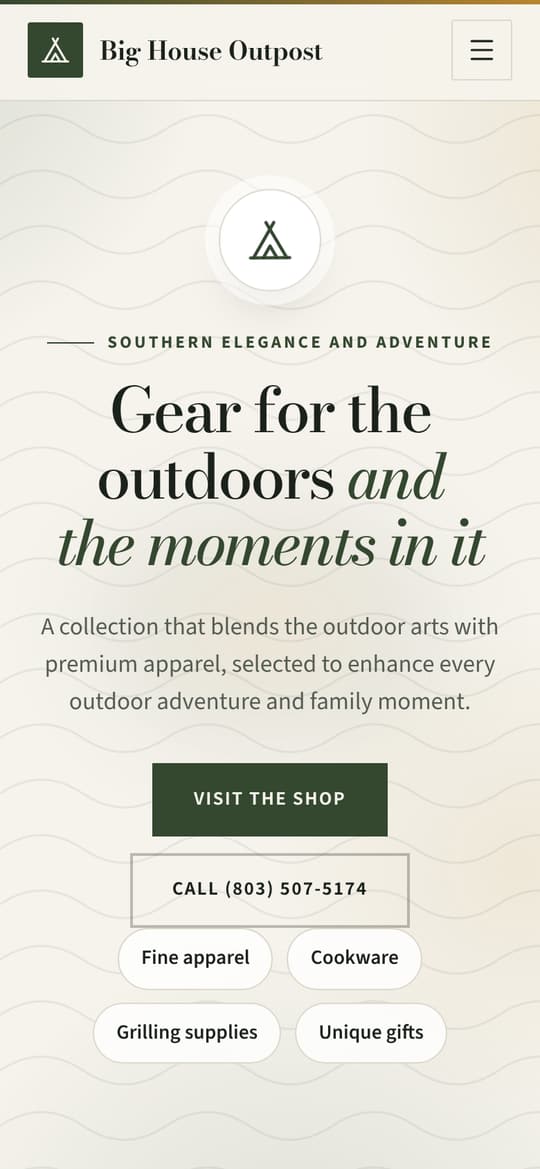 Big House Outpost
SOUTHERN ELEGANCE AND ADVENTURE
Gear for the
outdoors and
the moments in it
A collection that blends the outdoor arts with
premium apparel, selected to enhance every
outdoor adventure and family moment.
VISIT THE SHOP
CALL (803) 507-5174
Fine apparel
Cookware
Grilling supplies
Unique gifts